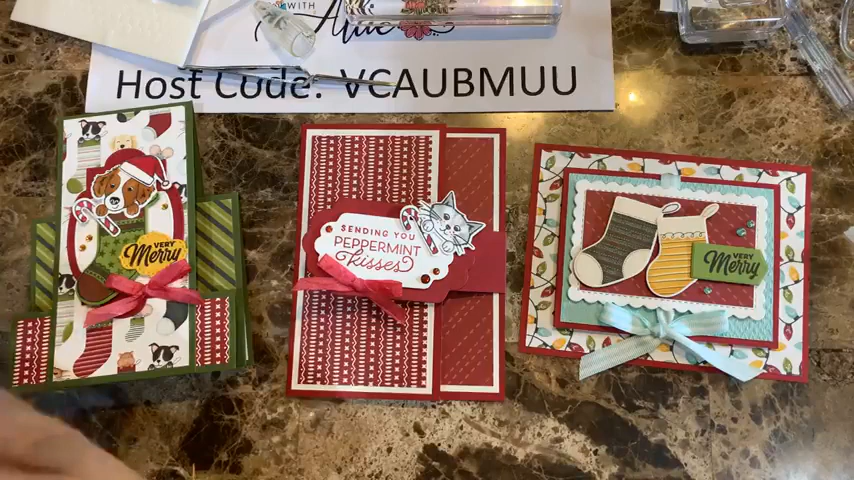 WITH
Host Code: VCAUBMUU
VERY
Merry
SENDING YOU
PEPPERMINT
kisses
VERY
Merry